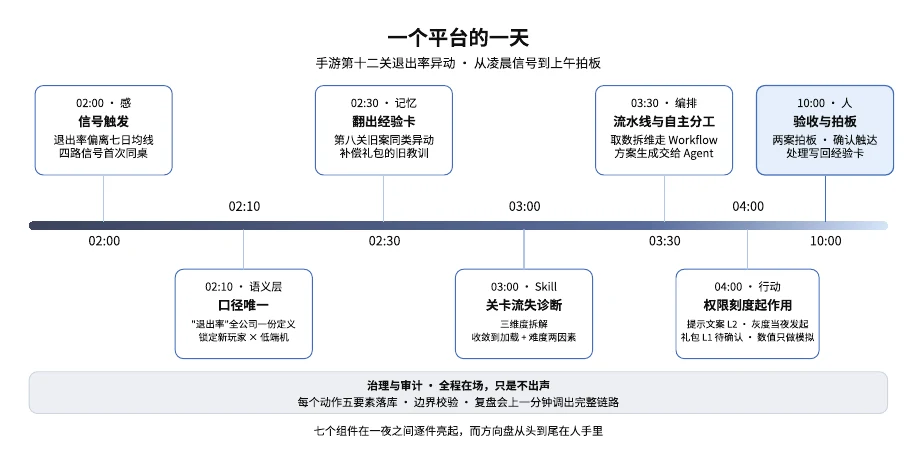 一个平台的一天
手游第十二关退出率异动 · 从凌晨信号到上午拍板
02:00 · 感
信号触发
退出率偏离七日均线
四路信号首次同桌
02:30 · 记忆
翻出经验卡
第八关旧案同类异动
补偿礼包的旧教训
03:30 · 编排
流水线与自主分工
取数拆维走 Workflow
方案生成交给 Agent
10:00 · 人
验收与拍板
两案拍板 · 确认触达
处理写回经验卡
02:10
03:00
04:00
02:00
02:30
03:30
10:00
02:10 · 语义层
口径唯一
"退出率"全公司一份定义
锁定新玩家 × 低端机
03:00 · Skill
关卡流失诊断
三维度拆解
收敛到加载 + 难度两因素
04:00 · 行动
权限刻度起作用
提示文案 L2 · 灰度当夜发起
礼包 L1 待确认 · 数值只做模拟
治理与审计 · 全程在场，只是不出声
每个动作五要素落库 · 边界校验 · 复盘会上一分钟调出完整链路
七个组件在一夜之间逐件亮起，而方向盘从头到尾在人手里